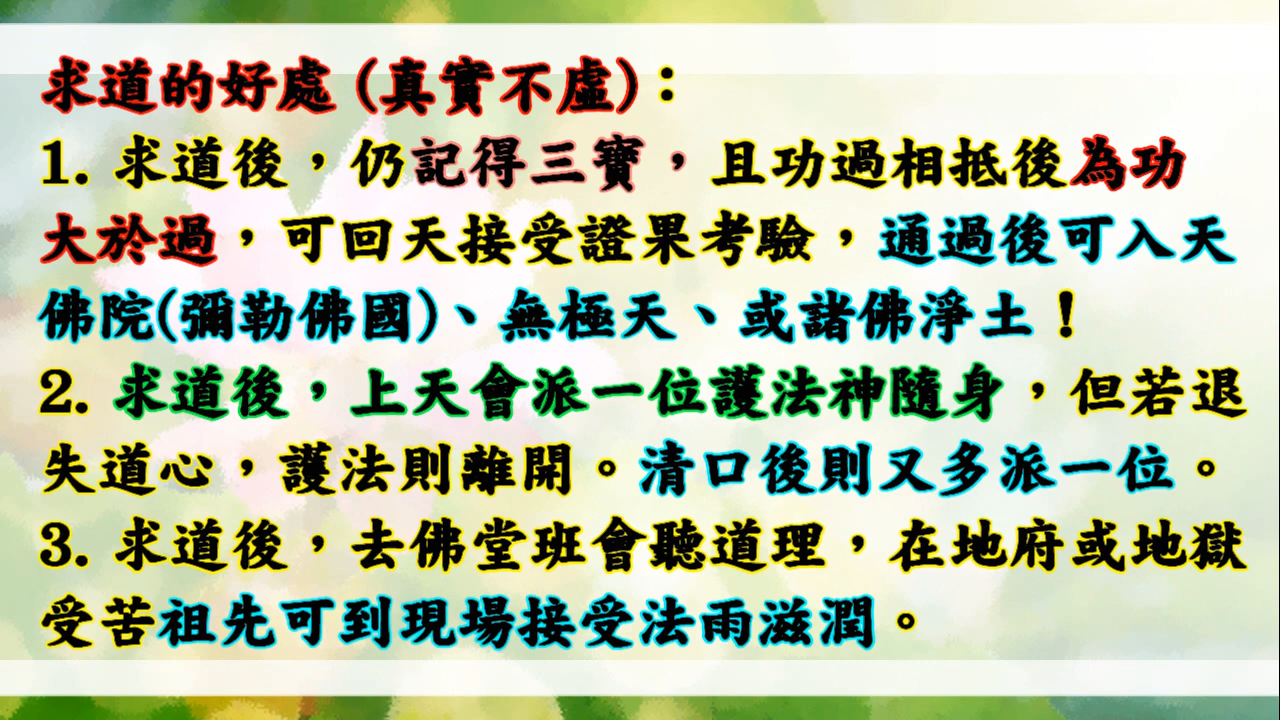 求道的好處 (真實不虛)：
1. 求道後，仍記得三寶，且功過相抵後為功
大於過，可回天接受證果考驗，通過後可入天
佛院(彌勒佛國)、無極天、或諸佛淨土！
2. 求道後，上天會派一位護法神隨身，但若退
失道心，護法則離開。清口後則又多派一位。
3. 求道後，去佛堂班會聽道理，在地府或地獄
受苦祖先可到現場接受法雨滋潤。